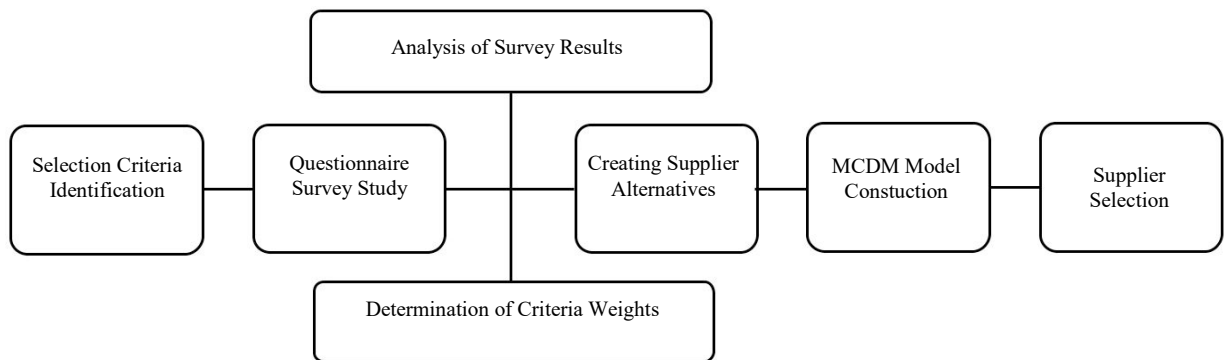 Analysis of Survey Results
Selection Criteria
Identification
Questionnaire
Survey Study
Creating Supplier
Alternatives
MCDM Model
Constuction
Supplier
Selection
Determination of Criteria Weights